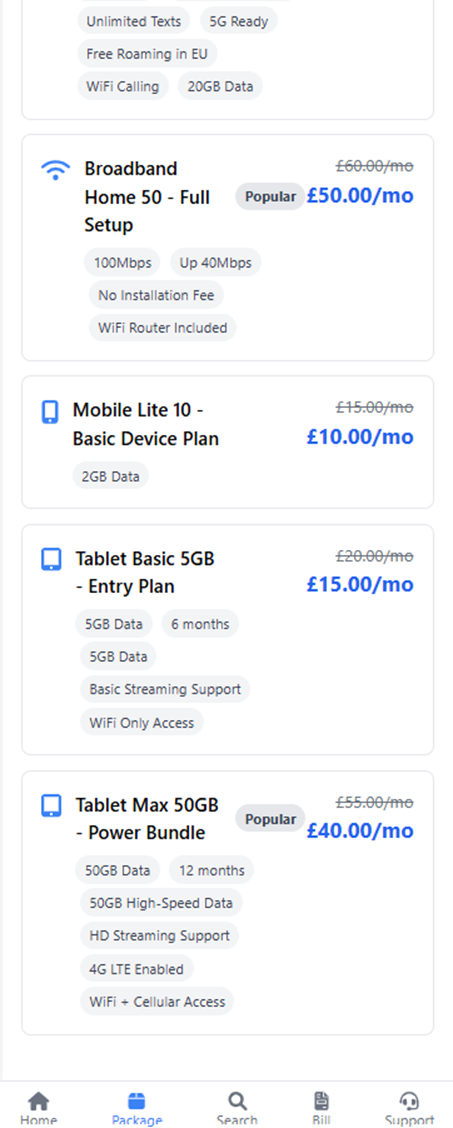 Unlimited Texts 5G Ready
Free Roaming in EU
WiFi Calling 20GB Data
Broadband
Home 50 - Full
Setup
Popular
£60.00/mo
£50.00/mo
100Mbps Up 40Mbps
No Installation Fee
WiFi Router Included
Mobile Lite 10 -
Basic Device Plan
£15.00/mo
£10.00/mo
2GB Data
Tablet Basic 5GB
- Entry Plan
£20.00/mo
£15.00/mo
5GB Data 6 months
5GB Data
Basic Streaming Support
WiFi Only Access
Tablet Max 50GB
- Power Bundle
Popular
£55.00/mo
£40.00/mo
50GB Data 12 months
50GB High-Speed Data
HD Streaming Support
4G LTE Enabled
WiFi + Cellular Access
Home Package Search Bill Support